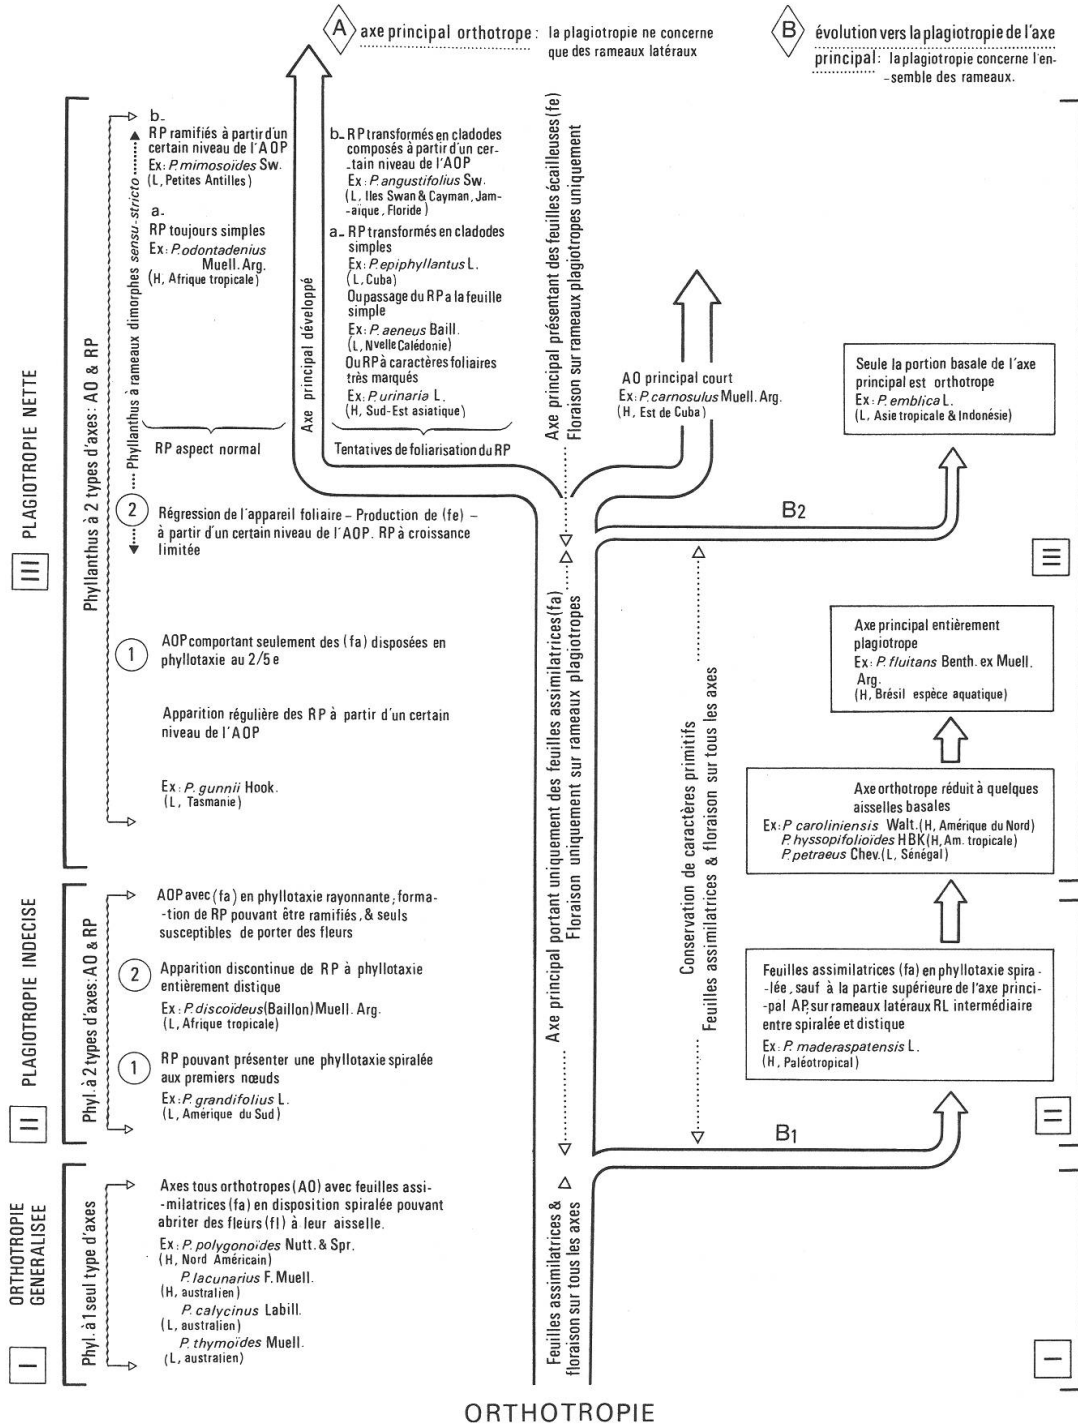 A axe principal orthotrope : la plagiotropie ne concerne
que des rameaux latéraux
B évolution vers la plagiotropie de l'axe
principal : la plagiotropie concerne l'en-
-semble des rameaux.
III PLAGIOTROPIE NETTE
Phyllanthus à 2 types d'axes: AO & RP
Phyllanthus à rameaux dimorphes sensu-stricto
b-
RP ramifiés à partir d'un
certain niveau de l'AOP
Ex: P. mimosoïdes Sw.
(L, Petites Antilles)
a-
RP toujours simples
Ex: P. odontadenius
Muell. Arg.
(H, Afrique tropicale)
RP aspect normal
Axe principal développé
b- RP transformés en cladodes
composés à partir d'un cer-
-tain niveau de l'AOP
Ex: P. angustifolius Sw.
(L, Iles Swan & Cayman, Jam-
-aïque, Floride)
a- RP transformés en cladodes
simples
Ex: P. epiphyllantus L.
(L, Cuba)
Ou passage du RP a la feuille
simple
Ex: P. aeneus Baill.
(L, Nvelle Calédonie)
Ou RP à caractères foliaires
très marqués
Ex: P. urinaria L.
(H, Sud-Est asiatique)
Tentatives de foliarisation du RP
Axe principal présentant des feuilles écailleuses (fe)
Floraison sur rameaux plagiotropes uniquement
AO principal court
Ex: P. carnosulus Muell. Arg.
(H, Est de Cuba)
Seule la portion basale de l'axe
principal est orthotrope
Ex: P. emblica L.
(L, Asie tropicale & Indonésie)
B2
III
2 Régression de l'appareil foliaire – Production de (fe) –
à partir d'un certain niveau de l'AOP. RP à croissance
limitée
1 AOP comportant seulement des (fa) disposées en
phyllotaxie au 2/5e
Apparition régulière des RP à partir d'un certain
niveau de l'AOP
Ex: P. gunnii Hook.
(L, Tasmanie)
Axe principal portant uniquement des feuilles assimilatrices (fa)
Floraison uniquement sur rameaux plagiotropes
Conservation de caractères primitifs
Feuilles assimilatrices & floraison sur tous les axes
Axe principal entièrement
plagiotrope
Ex: P. fluitans Benth. ex Muell.
Arg.
(H, Brésil espèce aquatique)
Axe orthotrope réduit à quelques
aisselles basales
Ex: P caroliniensis Walt. (H, Amérique du Nord)
P. hyssopifolioïdes HBK (H, Am. tropicale)
P. petraeus Chev. (L, Sénégal)
II PLAGIOTROPIE INDECISE
Phyl. à 2 types d'axes: AO & RP
AOP avec (fa) en phyllotaxie rayonnante; forma-
-tion de RP pouvant être ramifiés, & seuls
susceptibles de porter des fleurs
2 Apparition discontinue de RP à phyllotaxie
entièrement distique
Ex: P. discoïdeus (Baillon) Muell. Arg.
(L, Afrique tropicale)
1 RP pouvant présenter une phyllotaxie spiralée
aux premiers nœuds
Ex: P. grandifolius L.
(L, Amérique du Sud)
Feuilles assimilatrices (fa) en phyllotaxie spira-
-lée, sauf à la partie supérieure de l'axe princi-
-pal AP, sur rameaux latéraux RL intermédiaire
entre spiralée et distique
Ex: P. maderaspatensis L.
(H, Paléotropical)
B1
II
I ORTHOTROPIE
GENERALISEE
Phyl. à 1 seul type d'axes
Axes tous orthotropes (AO) avec feuilles assi-
-milatrices (fa) en disposition spiralée pouvant
abriter des fleurs (fl) à leur aisselle.
Ex: P. polygonoïdes Nutt. & Spr.
(H, Nord Américain)
P. lacunarius F. Muell.
(H, australien)
P. calycinus Labill.
(L, australien)
P. thymoïdes Muell.
(L, australien)
Feuilles assimilatrices &
floraison sur tous les axes
I
ORTHOTROPIE